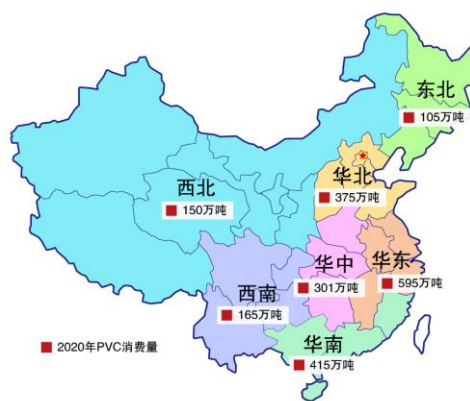 东北
105万吨
华北
375万吨
西北
150万吨
华中
301万吨
华东
595万吨
西南
165万吨
华南
415万吨
2020年PVC消费量